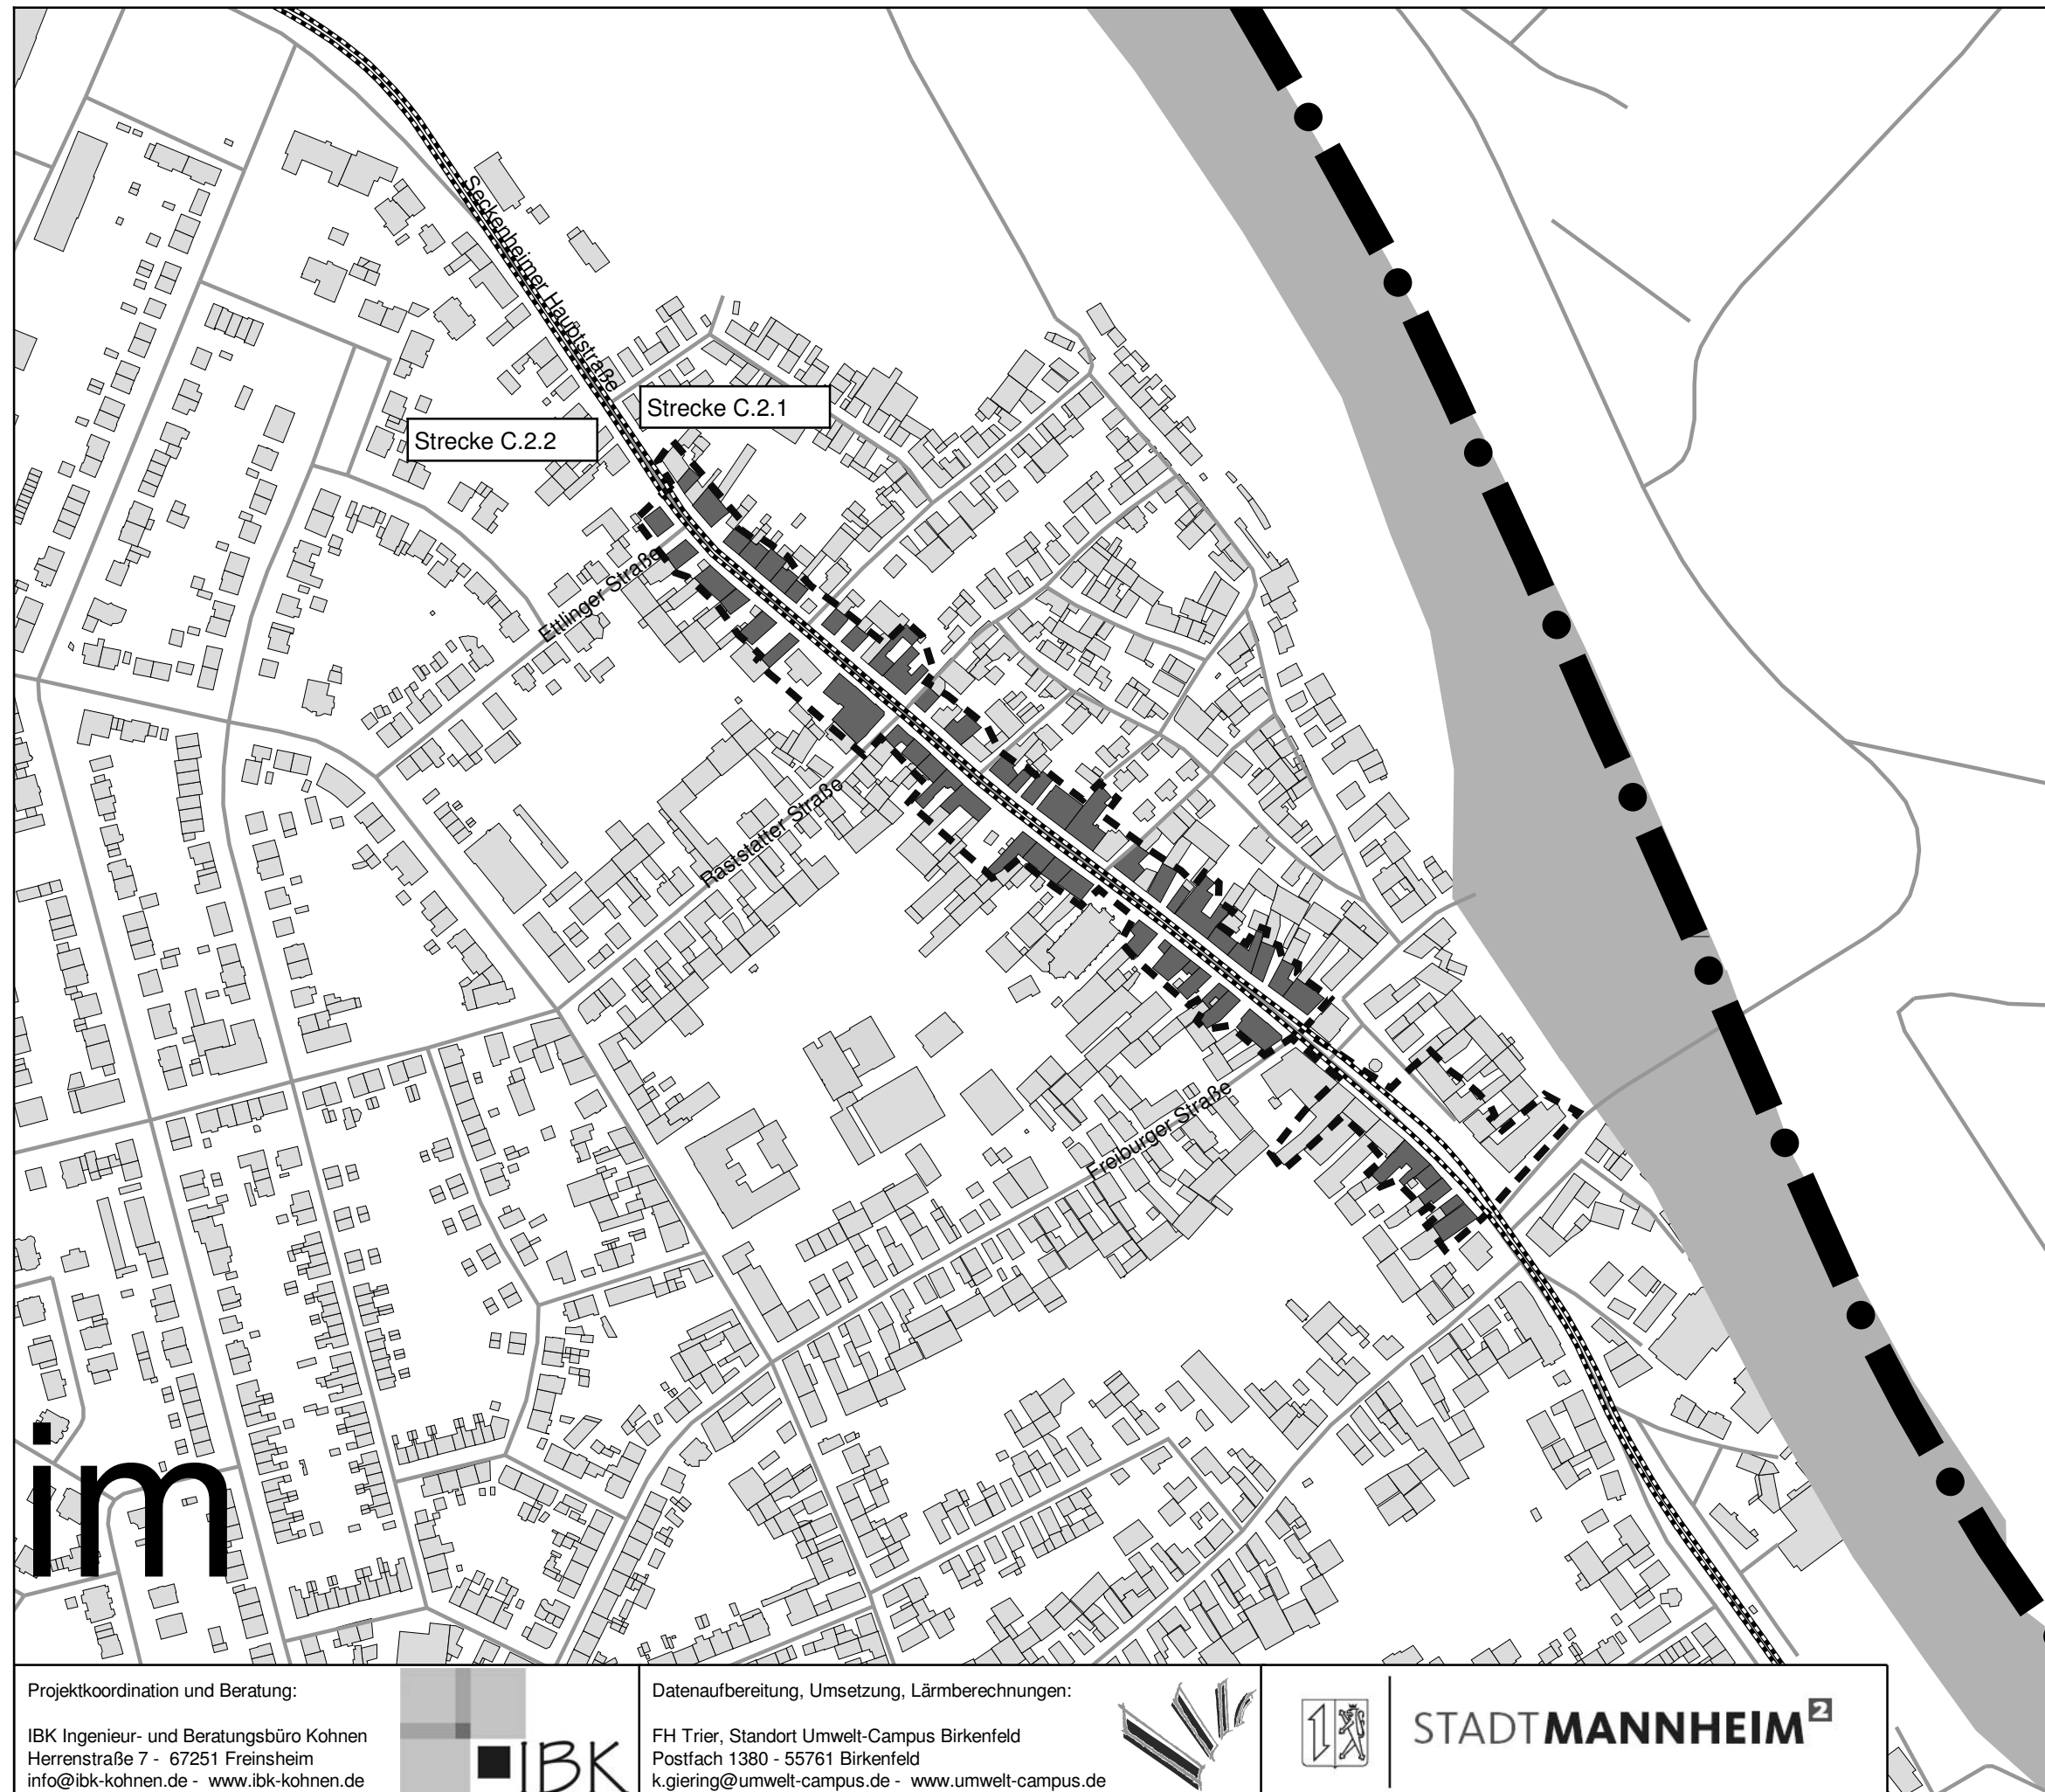 Seckenheimer Hauptstraße
Strecke C.2.1
Strecke C.2.2
Ettlinger Straße
Raststatter Straße
Freiburger Straße
im
Projektkoordination und Beratung:
IBK Ingenieur- und Beratungsbüro Kohnen
Herrenstraße 7 - 67251 Freinsheim
info@ibk-kohnen.de - www.ibk-kohnen.de
IBK
Datenaufbereitung, Umsetzung, Lärmberechnungen:
FH Trier, Standort Umwelt-Campus Birkenfeld
Postfach 1380 - 55761 Birkenfeld
k.giering@umwelt-campus.de - www.umwelt-campus.de
STADTMANNHEIM²